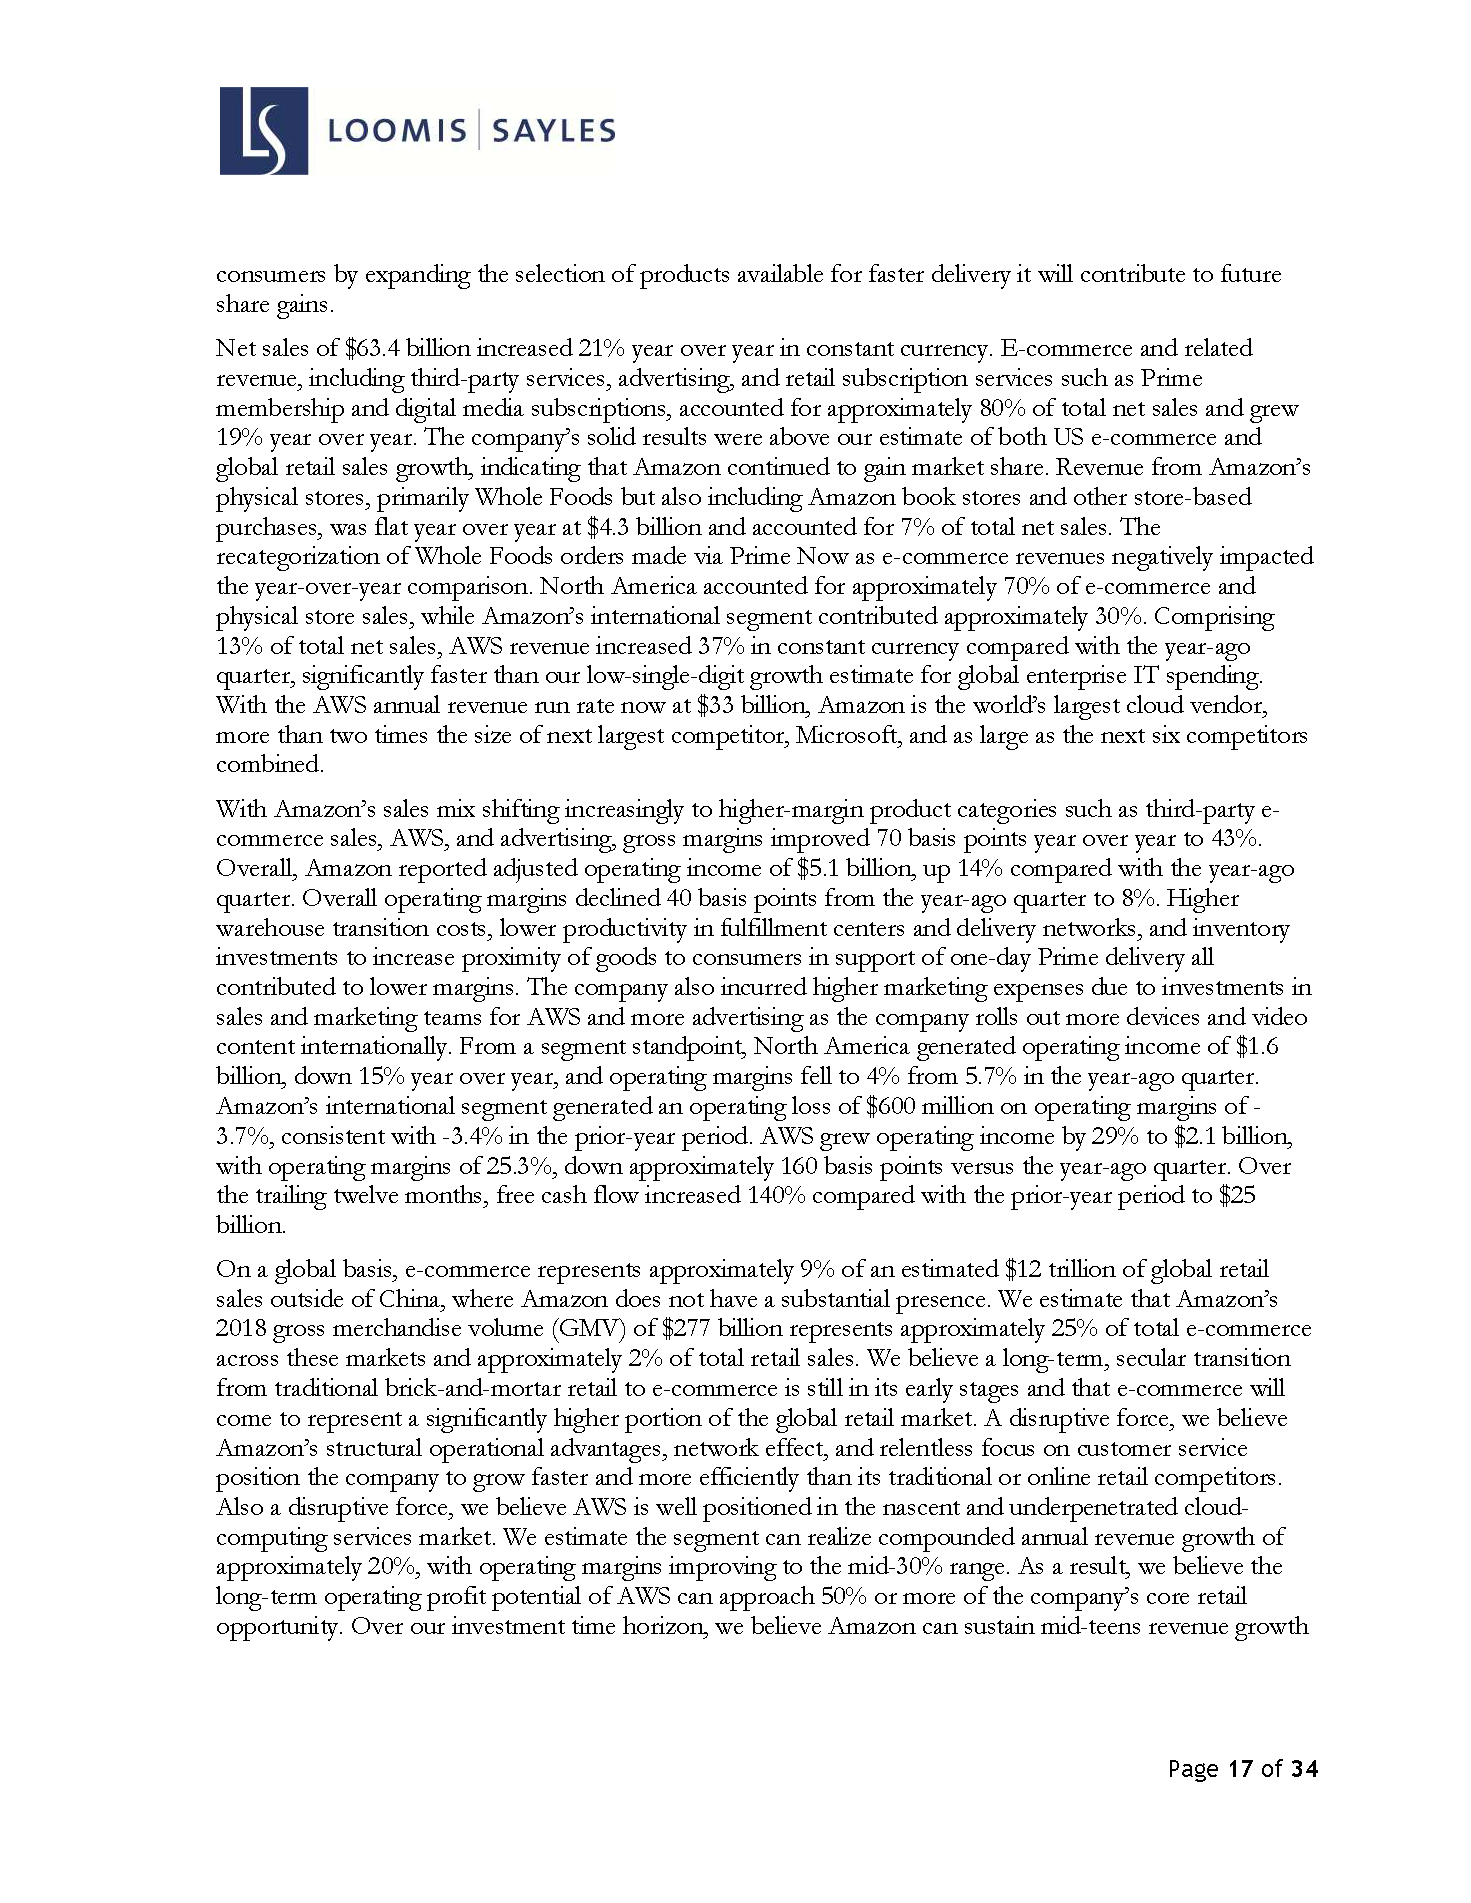 LS LOOMIS | SAYLES
consumers by expanding the selection of products available for faster delivery it will contribute to future
share gains.
Net sales of $63.4 billion increased 21% year over year in constant currency. E-commerce and related
revenue, including third-party services, advertising, and retail subscription services such as Prime
membership and digital media subscriptions, accounted for approximately 80% of total net sales and grew
19% year over year. The company’s solid results were above our estimate of both US e-commerce and
global retail sales growth, indicating that Amazon continued to gain market share. Revenue from Amazon’s
physical stores, primarily Whole Foods but also including Amazon book stores and other store-based
purchases, was flat year over year at $4.3 billion and accounted for 7% of total net sales. The
recategorization of Whole Foods orders made via Prime Now as e-commerce revenues negatively impacted
the year-over-year comparison. North America accounted for approximately 70% of e-commerce and
physical store sales, while Amazon’s international segment contributed approximately 30%. Comprising
13% of total net sales, AWS revenue increased 37% in constant currency compared with the year-ago
quarter, significantly faster than our low-single-digit growth estimate for global enterprise IT spending.
With the AWS annual revenue run rate now at $33 billion, Amazon is the world’s largest cloud vendor,
more than two times the size of next largest competitor, Microsoft, and as large as the next six competitors
combined.
With Amazon’s sales mix shifting increasingly to higher-margin product categories such as third-party e-
commerce sales, AWS, and advertising, gross margins improved 70 basis points year over year to 43%.
Overall, Amazon reported adjusted operating income of $5.1 billion, up 14% compared with the year-ago
quarter. Overall operating margins declined 40 basis points from the year-ago quarter to 8%. Higher
warehouse transition costs, lower productivity in fulfillment centers and delivery networks, and inventory
investments to increase proximity of goods to consumers in support of one-day Prime delivery all
contributed to lower margins. The company also incurred higher marketing expenses due to investments in
sales and marketing teams for AWS and more advertising as the company rolls out more devices and video
content internationally. From a segment standpoint, North America generated operating income of $1.6
billion, down 15% year over year, and operating margins fell to 4% from 5.7% in the year-ago quarter.
Amazon’s international segment generated an operating loss of $600 million on operating margins of -
3.7%, consistent with -3.4% in the prior-year period. AWS grew operating income by 29% to $2.1 billion,
with operating margins of 25.3%, down approximately 160 basis points versus the year-ago quarter. Over
the trailing twelve months, free cash flow increased 140% compared with the prior-year period to $25
billion.
On a global basis, e-commerce represents approximately 9% of an estimated $12 trillion of global retail
sales outside of China, where Amazon does not have a substantial presence. We estimate that Amazon’s
2018 gross merchandise volume (GMV) of $277 billion represents approximately 25% of total e-commerce
across these markets and approximately 2% of total retail sales. We believe a long-term, secular transition
from traditional brick-and-mortar retail to e-commerce is still in its early stages and that e-commerce will
come to represent a significantly higher portion of the global retail market. A disruptive force, we believe
Amazon’s structural operational advantages, network effect, and relentless focus on customer service
position the company to grow faster and more efficiently than its traditional or online retail competitors.
Also a disruptive force, we believe AWS is well positioned in the nascent and underpenetrated cloud-
computing services market. We estimate the segment can realize compounded annual revenue growth of
approximately 20%, with operating margins improving to the mid-30% range. As a result, we believe the
long-term operating profit potential of AWS can approach 50% or more of the company’s core retail
opportunity. Over our investment time horizon, we believe Amazon can sustain mid-teens revenue growth
Page 17 of 34